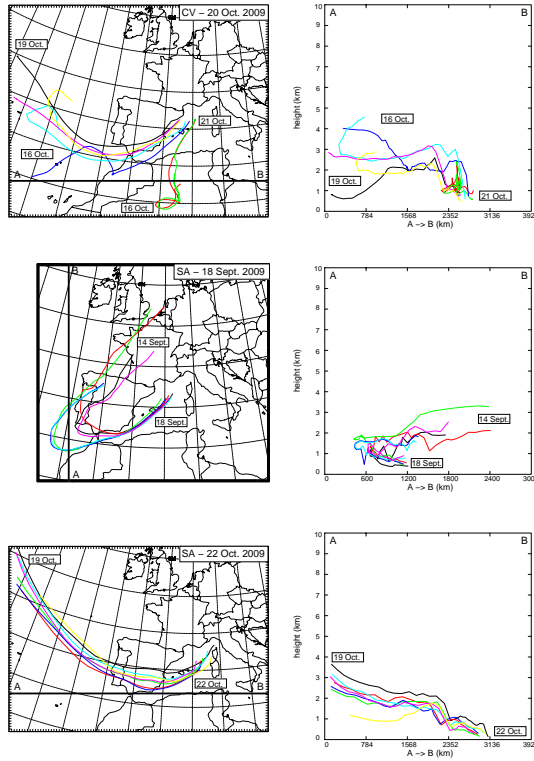 CV – 20 Oct. 2009
19 Oct.
21 Oct.
16 Oct.
A
B
16 Oct.
A
B
height (km)
10
9
8
7
6
5
4
3
2
1
0
16 Oct.
19 Oct.
21 Oct.
0
784
1568
2352
3136
392
A –> B (km)
B
SA – 18 Sept. 2009
14 Sept.
18 Sept.
A
A
B
height (km)
10
9
8
7
6
5
4
3
2
1
0
14 Sept.
18 Sept.
0
600
1200
1800
2400
300
A –> B (km)
SA – 22 Oct. 2009
19 Oct.
22 Oct.
A
B
A
B
height (km)
10
9
8
7
6
5
4
3
2
1
0
19 Oct.
22 Oct.
0
784
1568
2352
3136
392
A –> B (km)